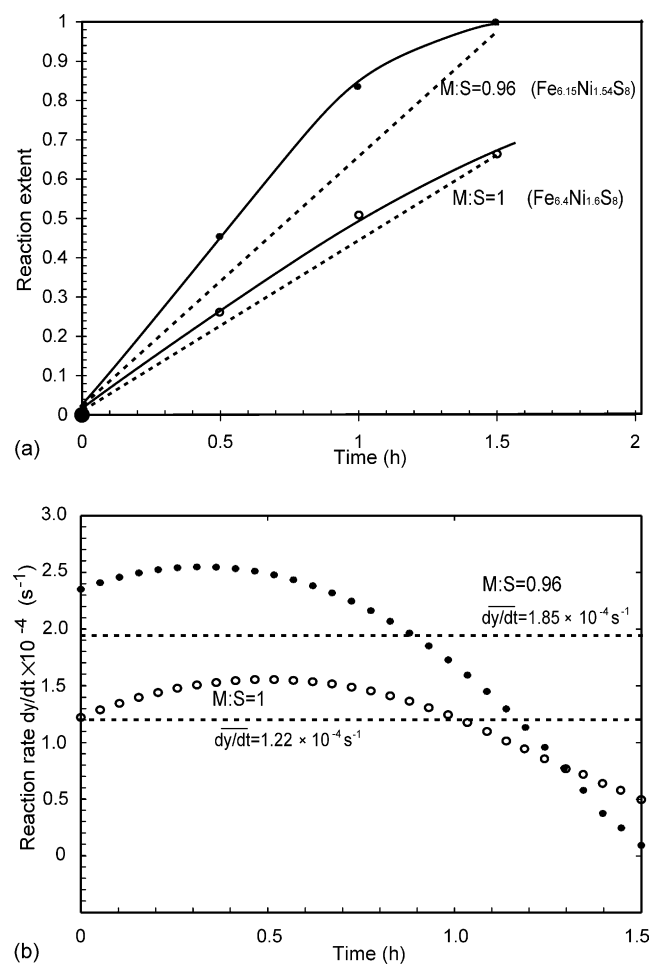 1
0.9
0.8
0.7
0.6
0.5
0.4
0.3
0.2
0.1
0
Reaction extent
M:S=0.96 (Fe6.15Ni1.54S8)
M:S=1 (Fe6.4Ni1.6S8)
0 0.5 1 1.5 2
Time (h)
(a)
3.0
2.5
2.0
1.5
1.0
0.5
0
Reaction rate dy/dt ×10⁻⁴ (s⁻¹)
M:S=0.96
dy/dt=1.85 × 10⁻⁴ s⁻¹
M:S=1
dy/dt=1.22 × 10⁻⁴ s⁻¹
0 0.5 1.0 1.5
Time (h)
(b)